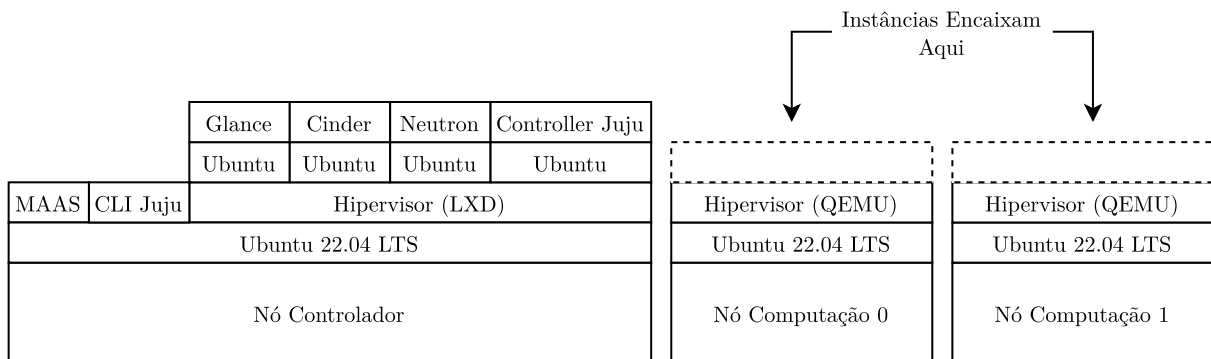 Instâncias Encaixam
Aqui
Glance Cinder Neutron Controller Juju
Ubuntu Ubuntu Ubuntu Ubuntu
MAAS CLI Juju Hipervisor (LXD) Hipervisor (QEMU) Hipervisor (QEMU)
Ubuntu 22.04 LTS Ubuntu 22.04 LTS Ubuntu 22.04 LTS
Nó Controlador Nó Computação 0 Nó Computação 1